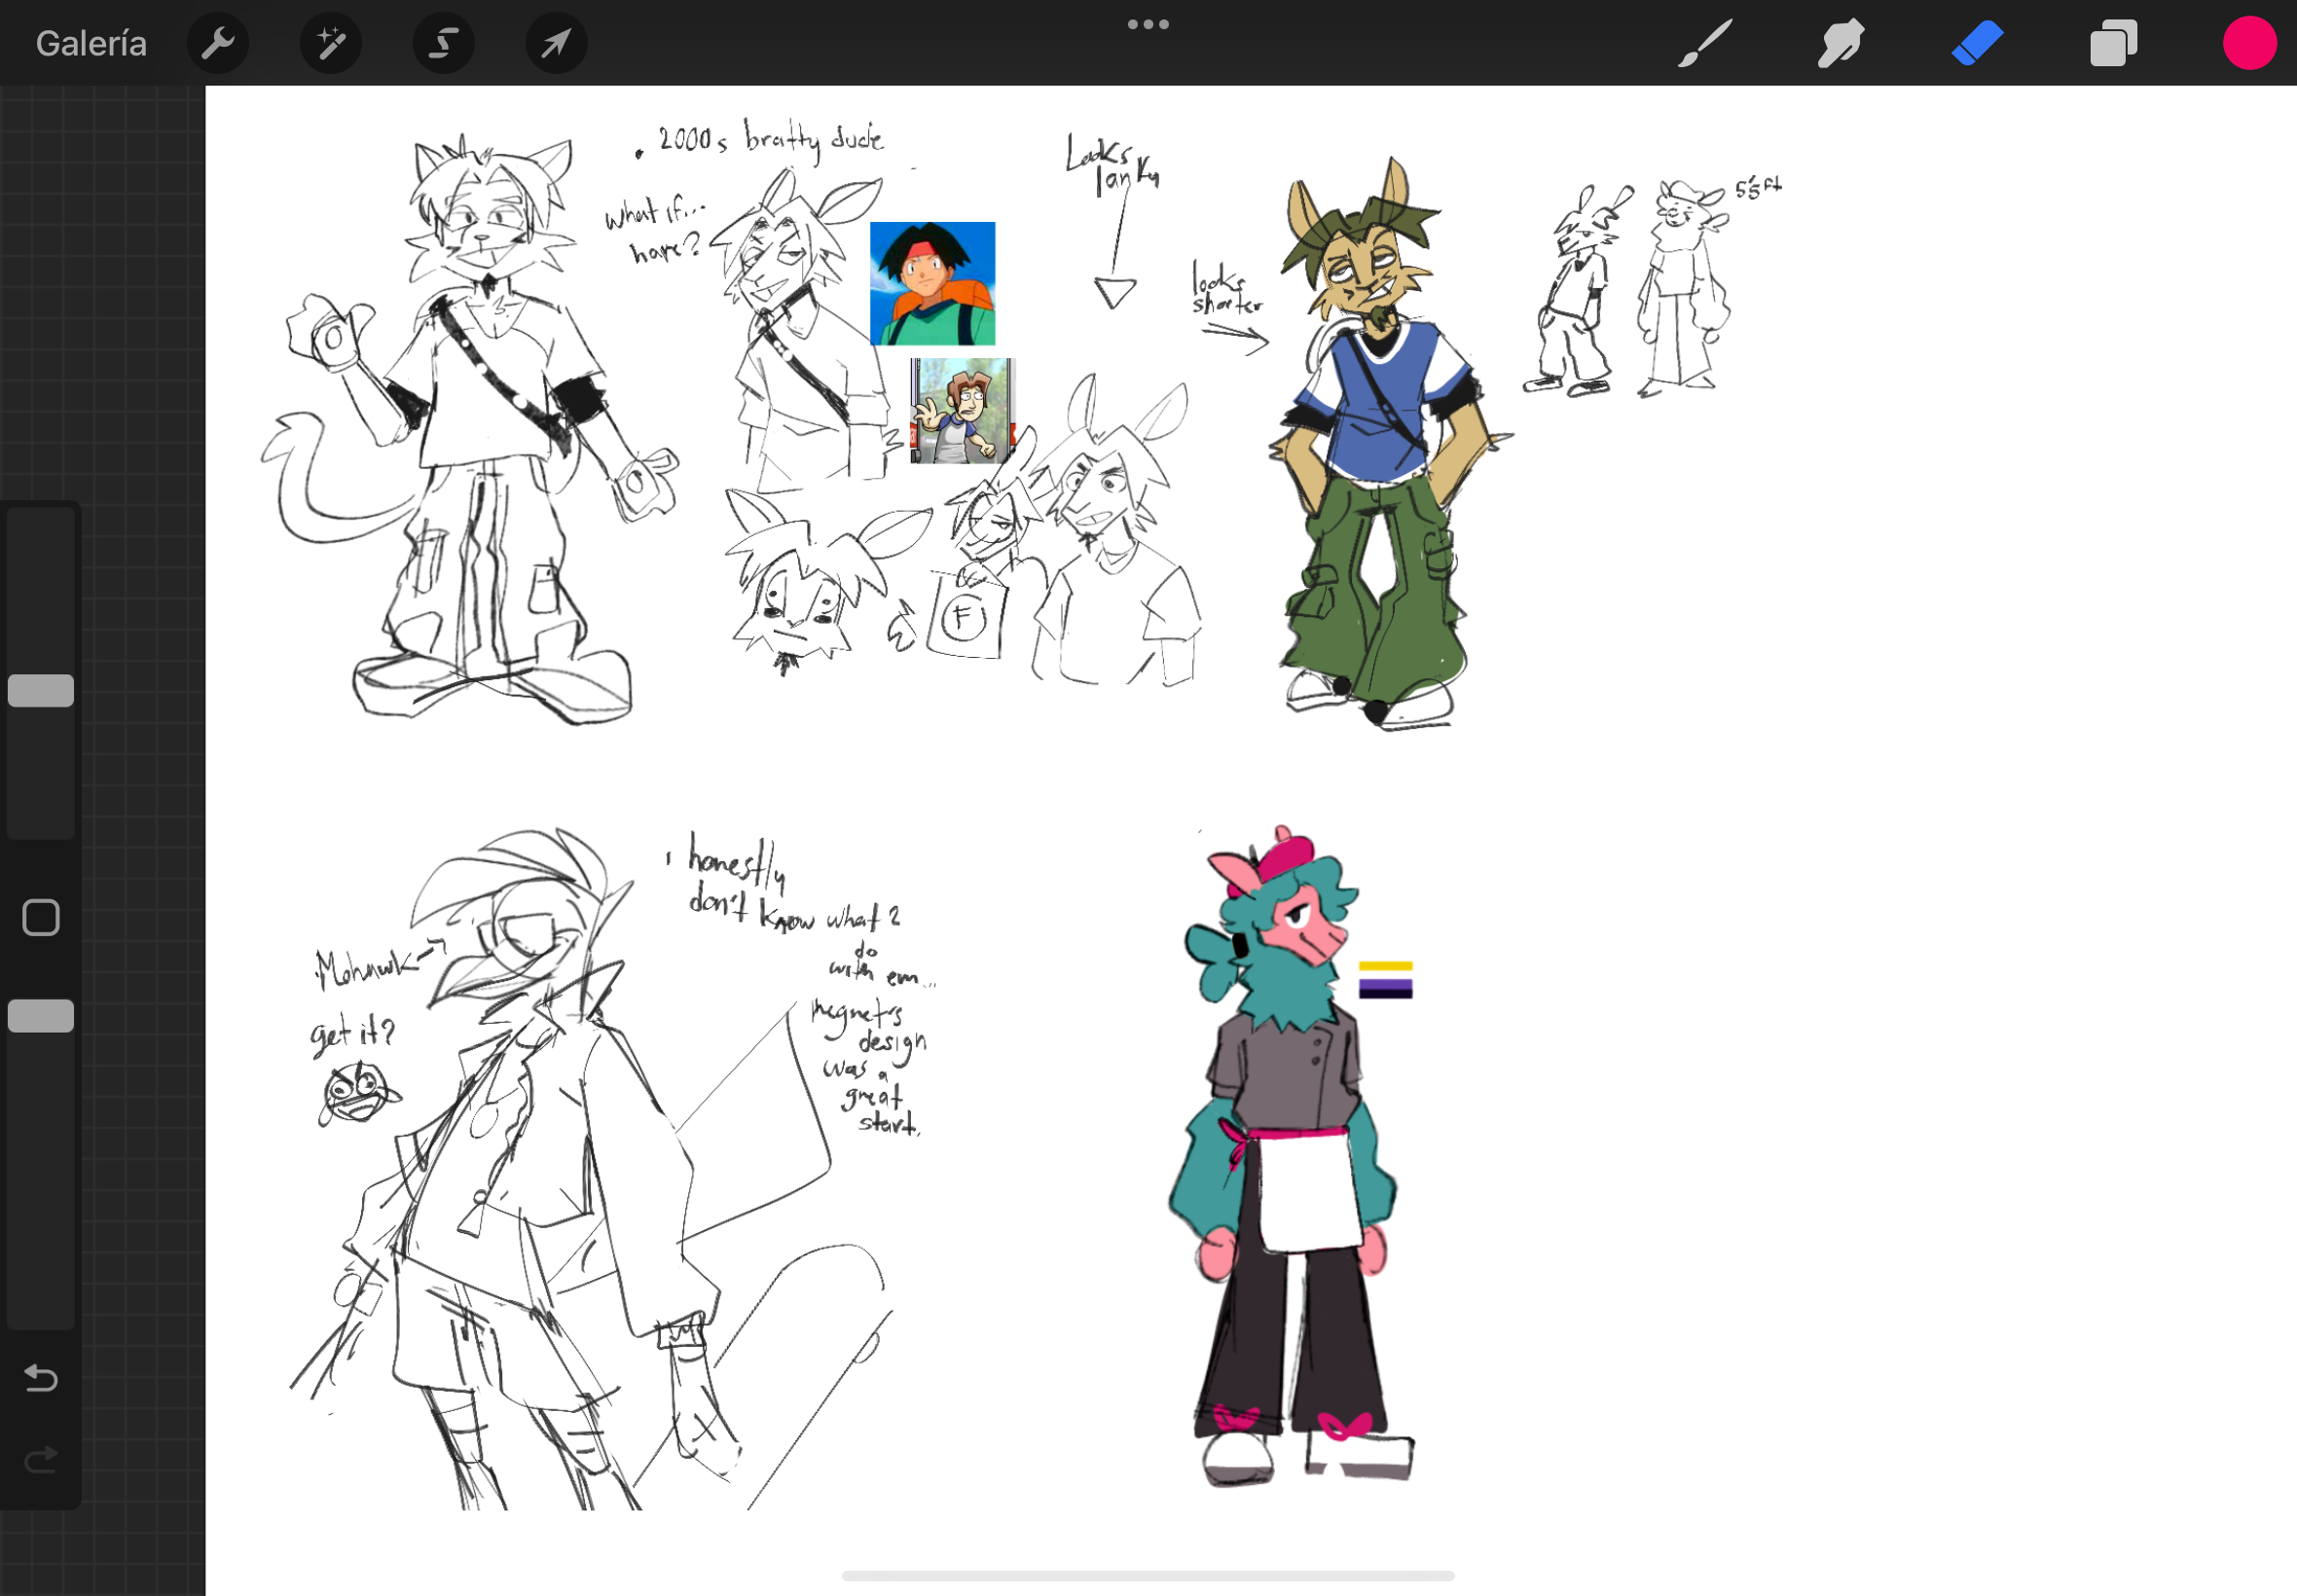 Galería
. 2000s bratty dude
what if...
hare?
Looks
lanky
looks
shorter
5'5 ft
F
Mohawk
get it?
honestly
don't know what 2
do
with em...
Megnet's
design
was a
great
start.